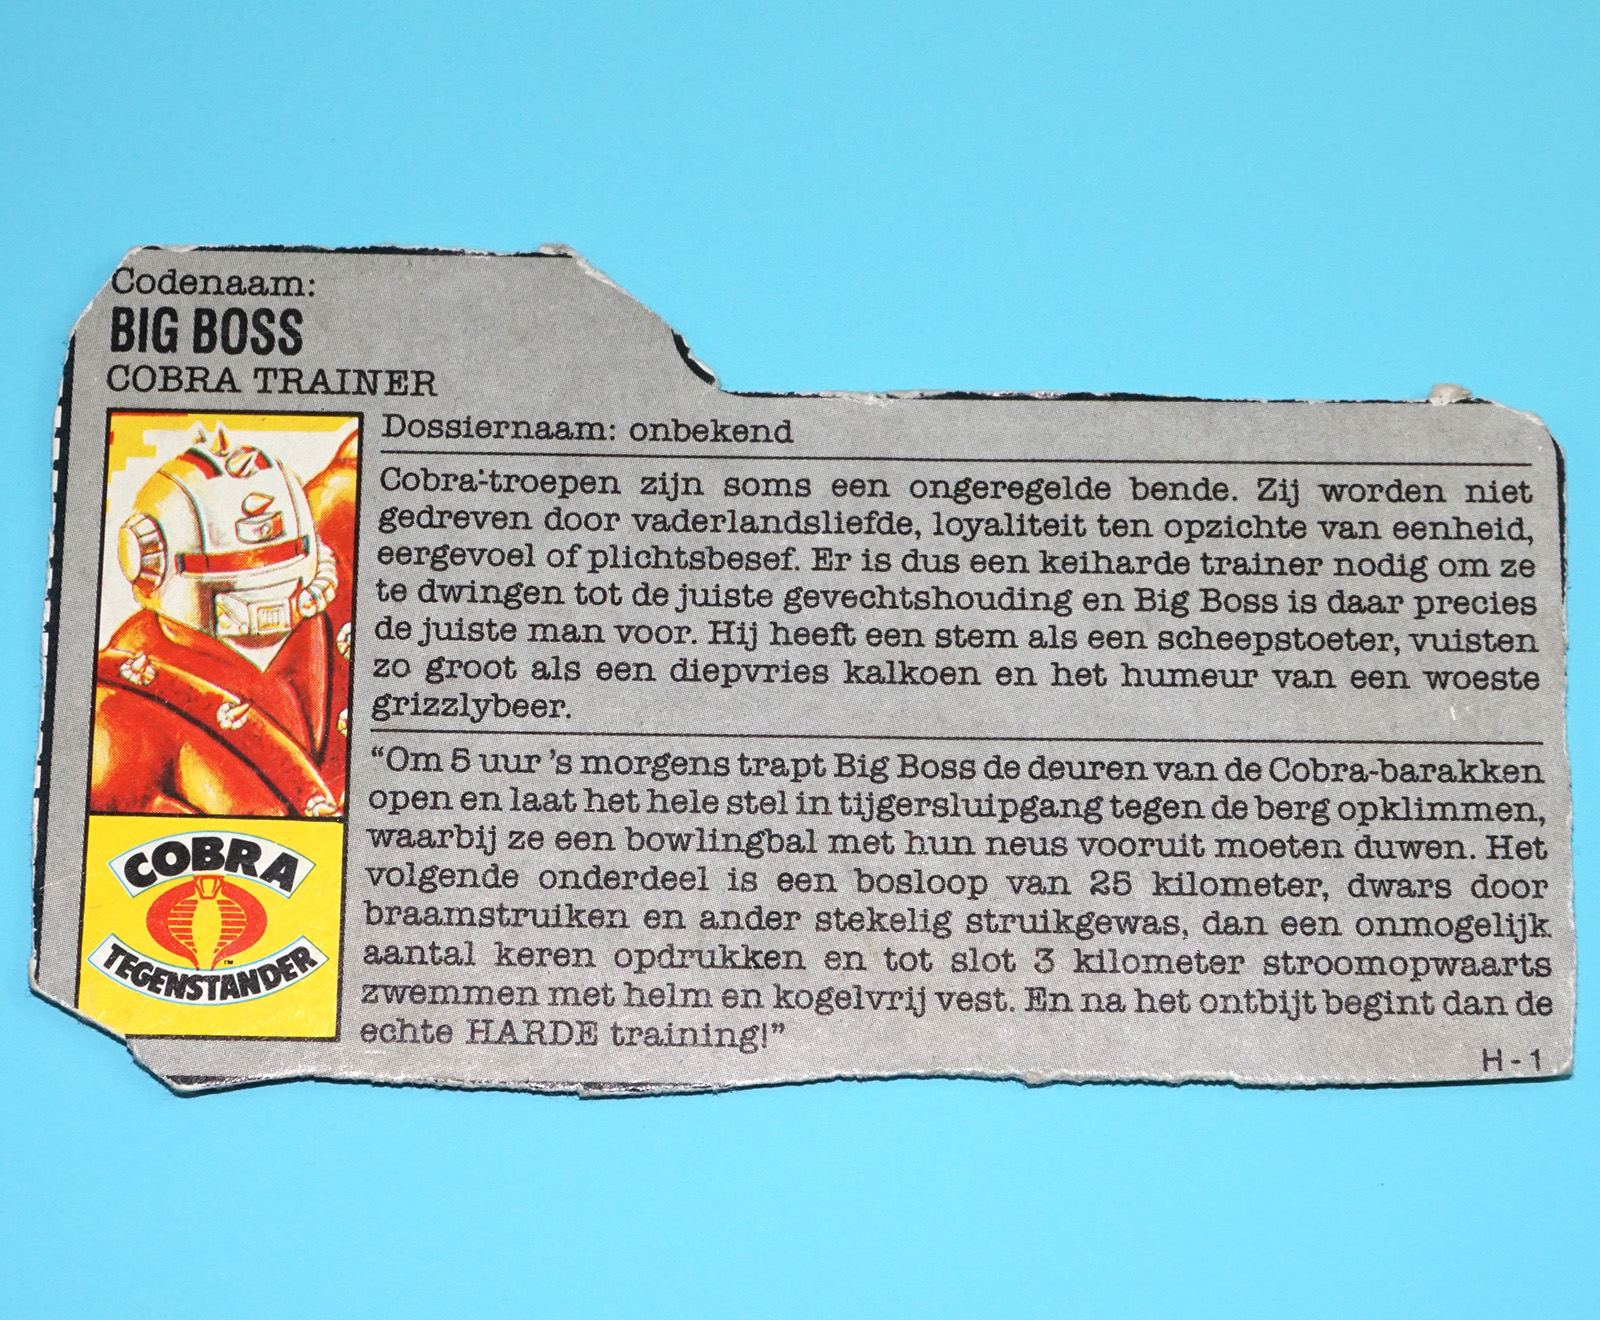 Codenaam:
BIG BOSS
COBRA TRAINER
Dossiernaam: onbekend
Cobra-troepen zijn soms een ongeregelde bende. Zij worden niet
gedreven door vaderlandsliefde, loyaliteit ten opzichte van eenheid,
eergevoel of plichtsbesef. Er is dus een keiharde trainer nodig om ze
te dwingen tot de juiste gevechtshouding en Big Boss is daar precies
de juiste man voor. Hij heeft een stem als een scheepstoeter, vuisten
zo groot als een diepvries kalkoen en het humeur van een woeste
grizzlybeer.
“Om 5 uur 's morgens trapt Big Boss de deuren van de Cobra-barakken
open en laat het hele stel in tijgersluipgang tegen de berg opklimmen,
waarbij ze een bowlingbal met hun neus vooruit moeten duwen. Het
volgende onderdeel is een bosloop van 25 kilometer, dwars door
braamstruiken en ander stekelig struikgewas, dan een onmogelijk
aantal keren opdrukken en tot slot 3 kilometer stroomopwaarts
zwemmen met helm en kogelvrij vest. En na het ontbijt begint dan de
echte HARDE training!”
COBRA
TEGENSTANDER
TM
H - 1